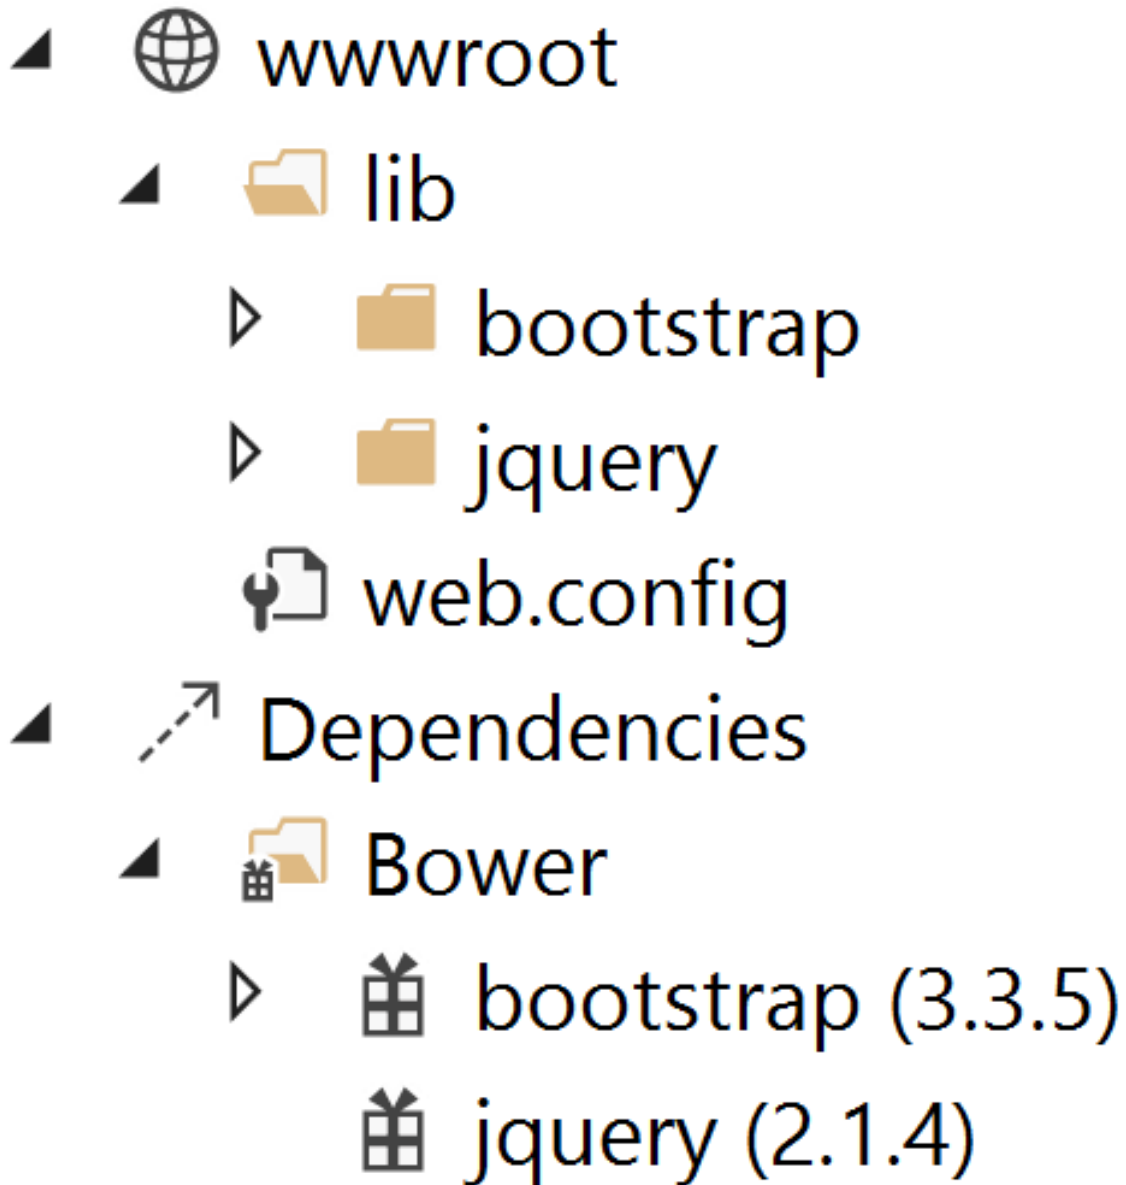 wwwroot
lib
bootstrap
jquery
web.config
Dependencies
Bower
bootstrap (3.3.5)
jquery (2.1.4)